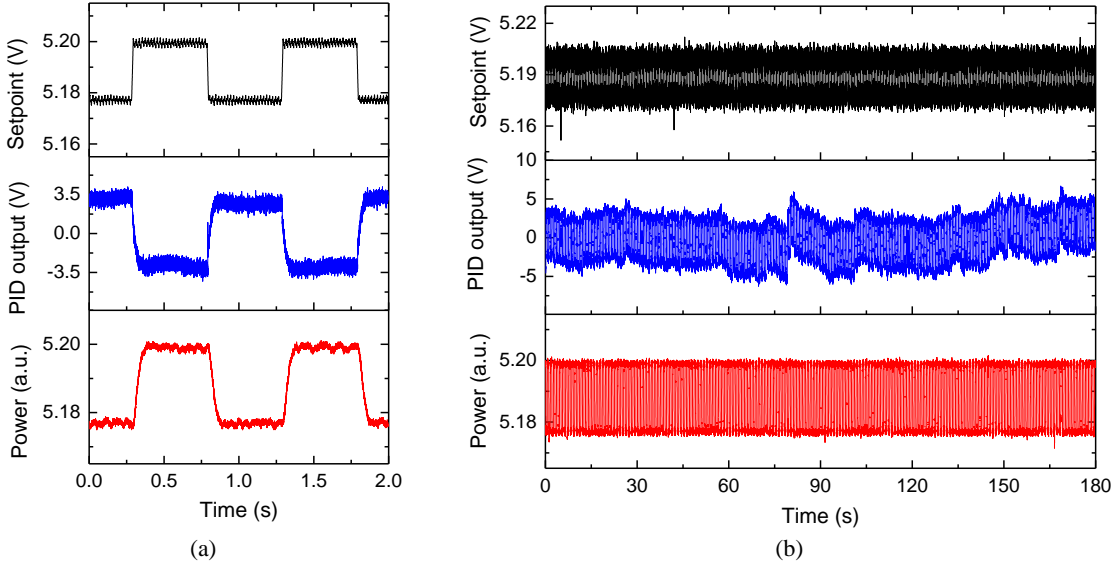 Setpoint (V)
5.20
5.18
5.16
PID output (V)
3.5
0.0
-3.5
Power (a.u.)
5.20
5.18
0.0 0.5 1.0 1.5 2.0
Time (s)
(a)
Setpoint (V)
5.22
5.19
5.16
PID output (V)
10
5
0
-5
Power (a.u.)
5.20
5.18
0 30 60 90 120 150 180
Time (s)
(b)